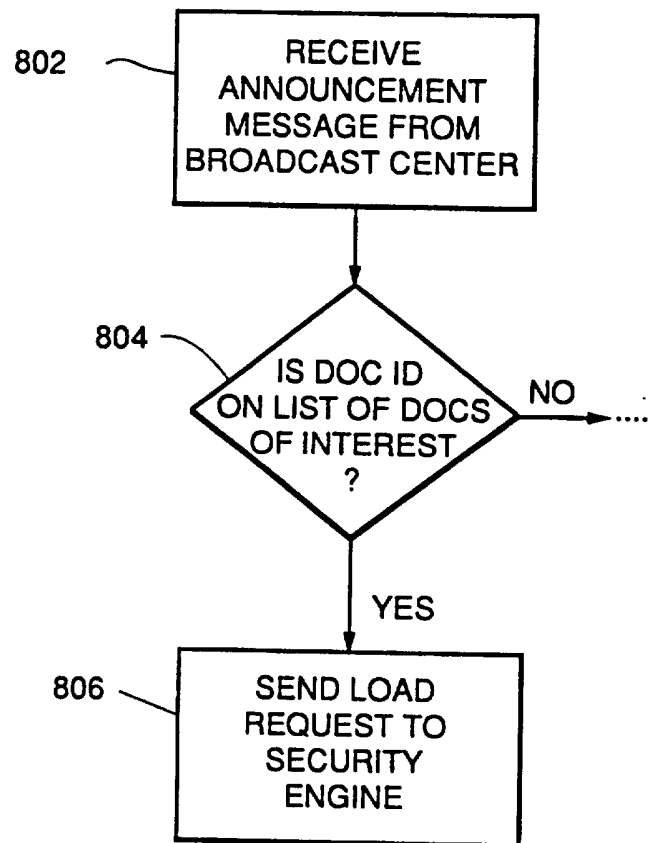 802
RECEIVE
ANNOUNCEMENT
MESSAGE FROM
BROADCAST CENTER
804
IS DOC ID
ON LIST OF DOCS
OF INTEREST
?
NO
....
YES
806
SEND LOAD
REQUEST TO
SECURITY
ENGINE